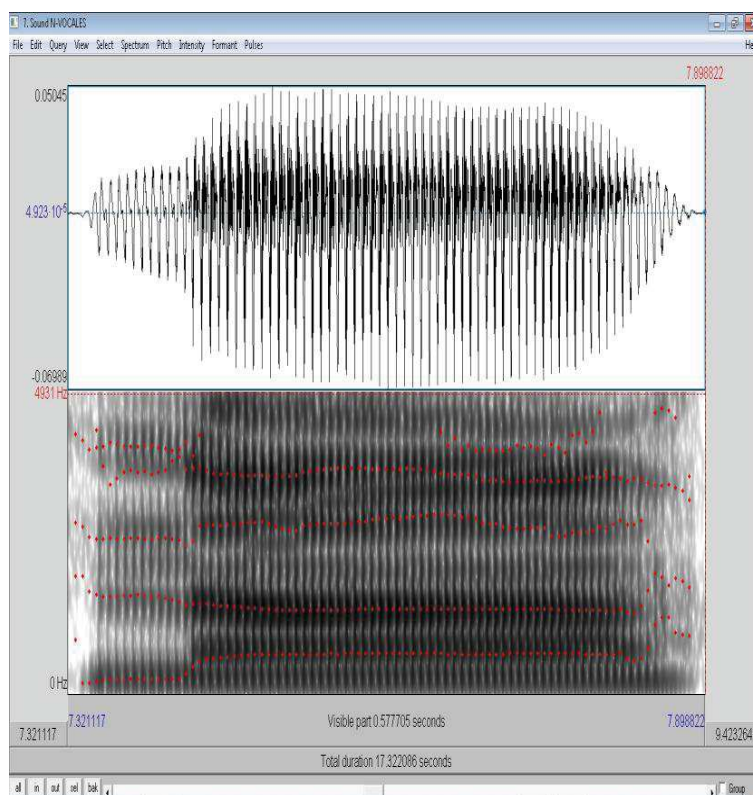 7. Sound N-VOCALES
File Edit Query View Select Spectrum Pitch Intensity Formant Pulses He
7.898822
0.05045
4.923·10-5
-0.06989
4931 Hz
0 Hz
7.321117 Visible part 0.577705 seconds 7.898822
7.321117 9.423264
Total duration 17.322086 seconds
all in out sel bak Group